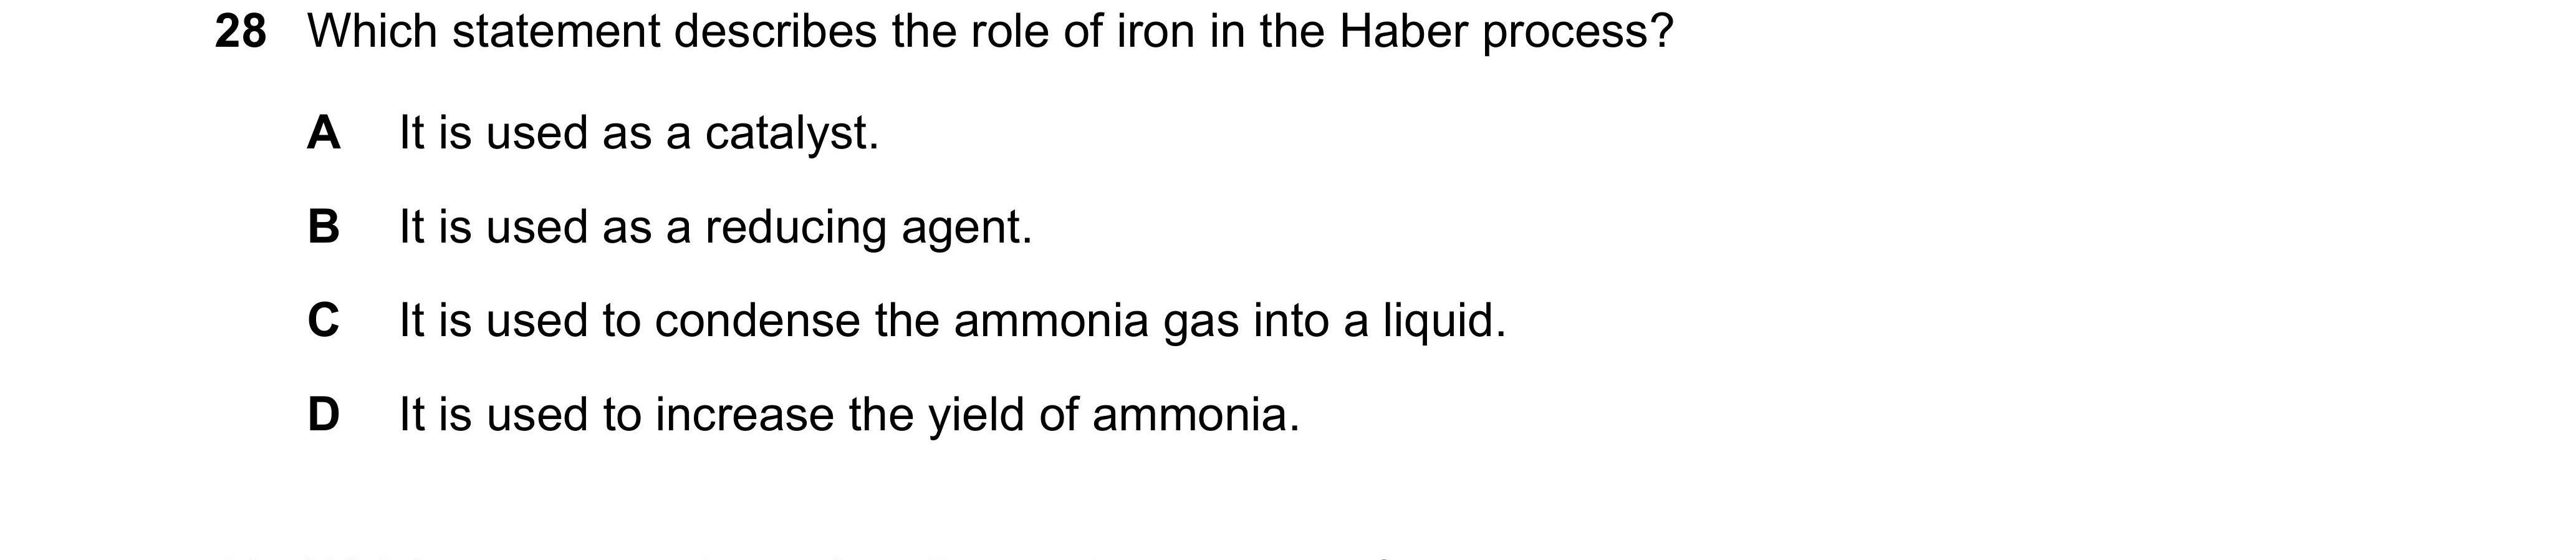 28 Which statement describes the role of iron in the Haber process?
A It is used as a catalyst.
B It is used as a reducing agent.
C It is used to condense the ammonia gas into a liquid.
D It is used to increase the yield of ammonia.